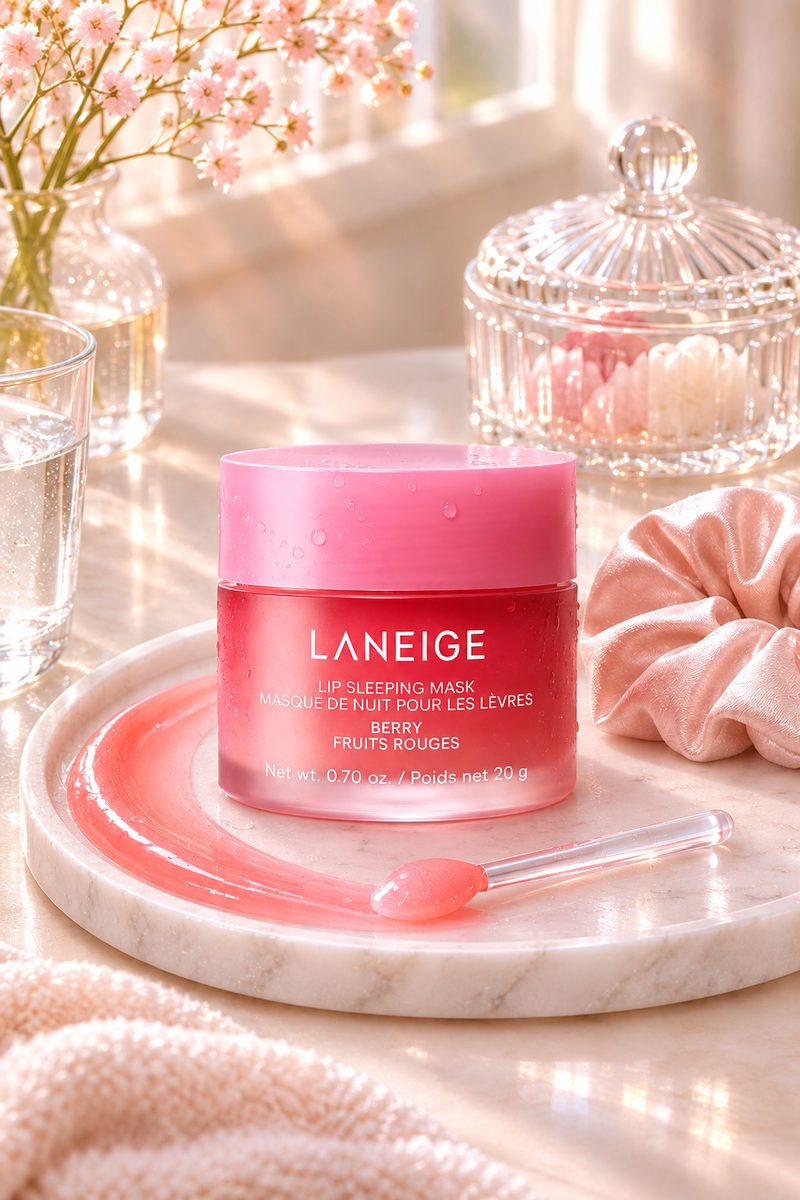 LANEIGE
LIP SLEEPING MASK
MASQUE DE NUIT POUR LES LÈVRES
BERRY
FRUITS ROUGES
Net wt. 0.70 oz. / Poids net 20 g